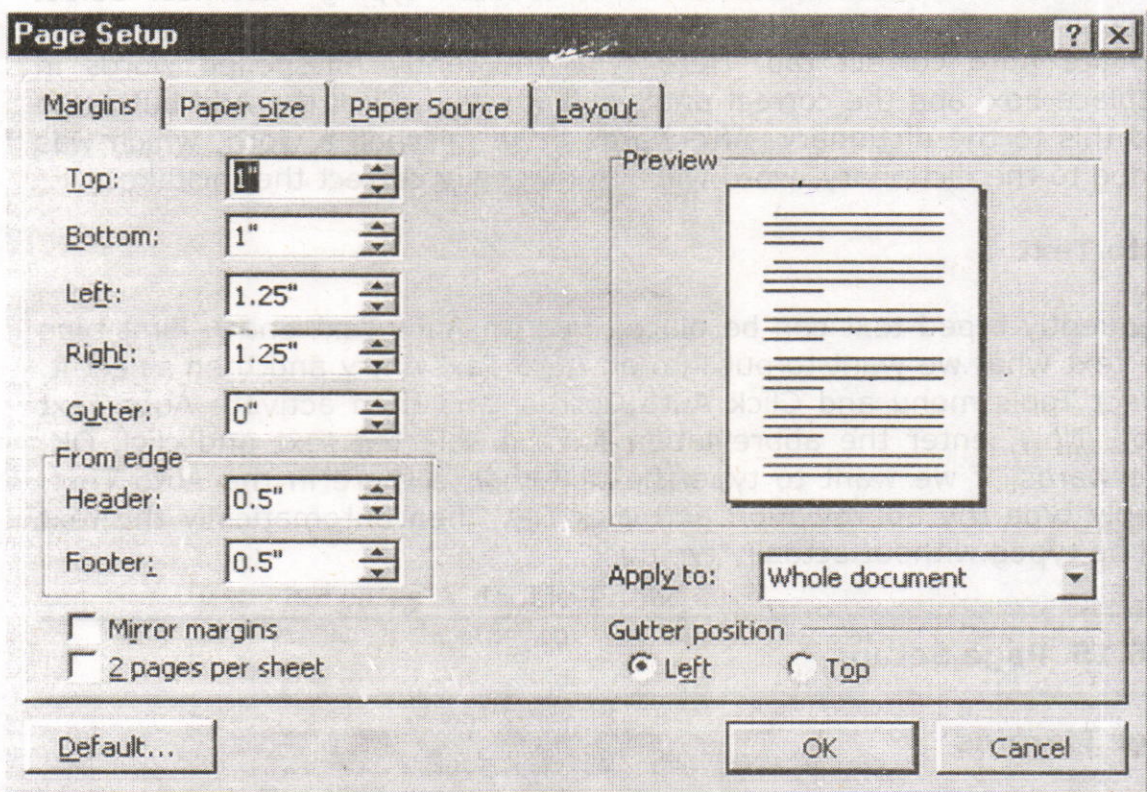 Page Setup
? X
Margins
Paper Size
Paper Source
Layout
Top: 1"
Bottom: 1"
Left: 1.25"
Right: 1.25"
Gutter: 0"
From edge
Header: 0.5"
Footer: 0.5"
Mirror margins
2 pages per sheet
Preview
Apply to: Whole document
Gutter position
Left Top
Default...
OK
Cancel